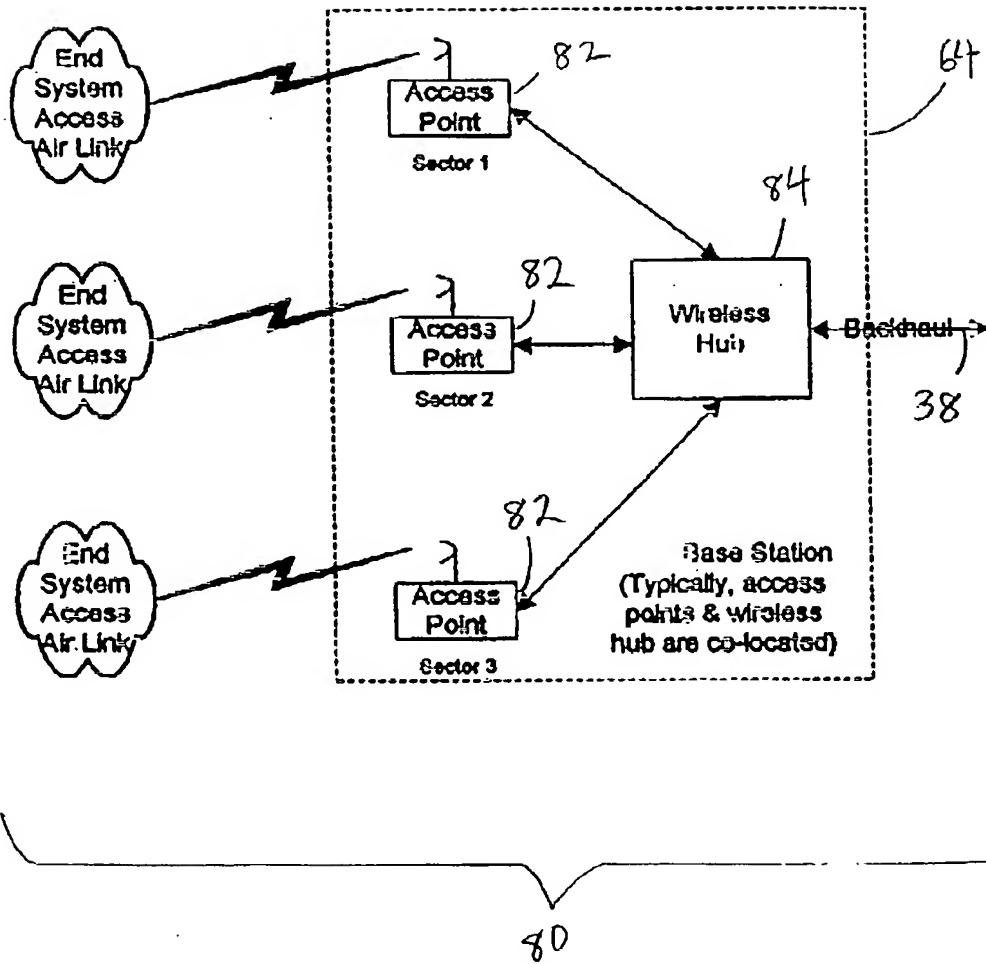 End
System
Access
Air Link
Access
Point
Sector 1
82
64
84
End
System
Access
Air Link
Access
Point
Sector 2
82
Wireless
Hub
Backhaul
38
End
System
Access
Air Link
Access
Point
Sector 3
82
Base Station
(Typically, access
points & wireless
hub are co-located)
80